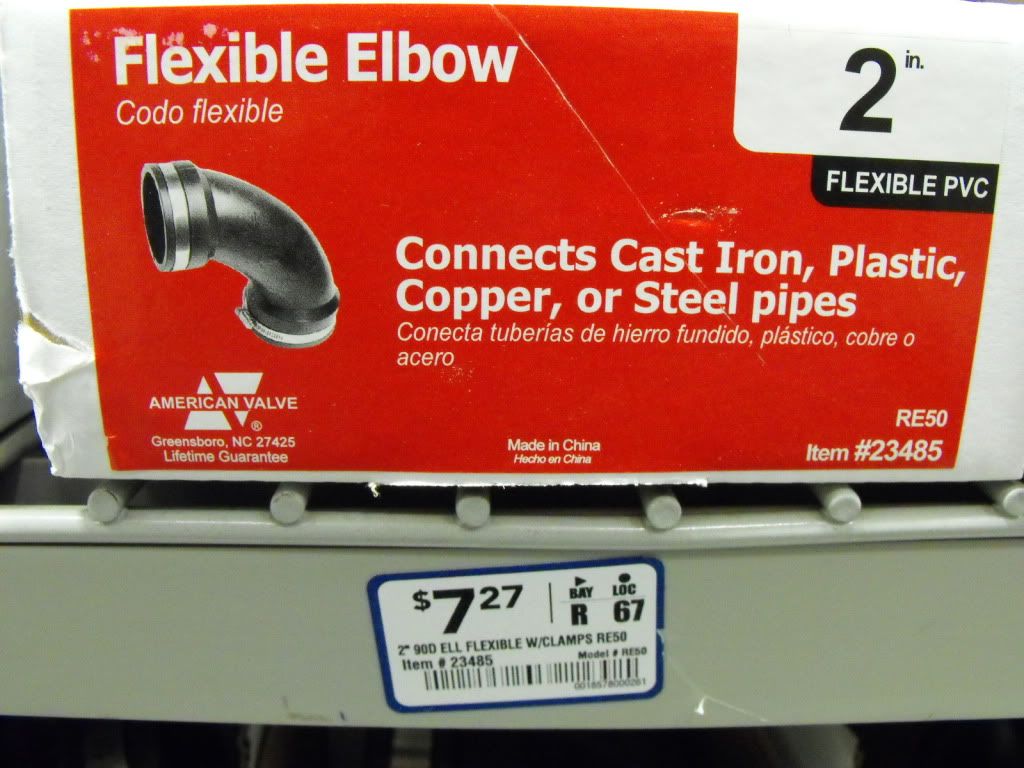 Flexible Elbow
Codo flexible
2 in.
FLEXIBLE PVC
Connects Cast Iron, Plastic,
Copper, or Steel pipes
Conecta tuberías de hierro fundido, plástico, cobre o
acero
AMERICAN VALVE
®
Greensboro, NC 27425
Lifetime Guarantee
Made in China
Hecho en China
RE50
Item #23485
$7 27
BAY LOC
R 67
2" 90D ELL FLEXIBLE W/CLAMPS RE50
Item # 23485 Model # RE50
0018578000261